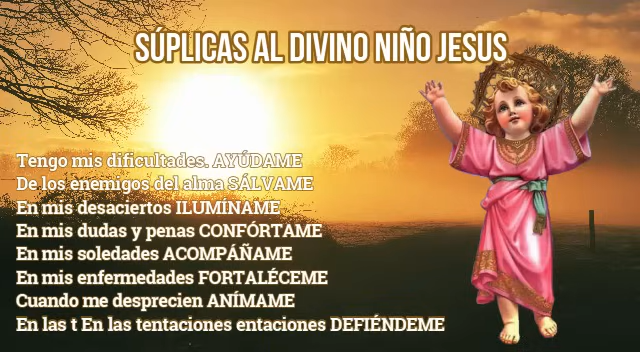 SÚPLICAS AL DIVINO NIÑO JESUS
Tengo mis dificultades. AYÚDAME
De los enemigos del alma SÁLVAME
En mis desaciertos ILUMÍNAME
En mis dudas y penas CONFÓRTAME
En mis soledades ACOMPÁÑAME
En mis enfermedades FORTALÉCEME
Cuando me desprecien ANÍMAME
En las t En las tentaciones entaciones DEFIÉNDEME